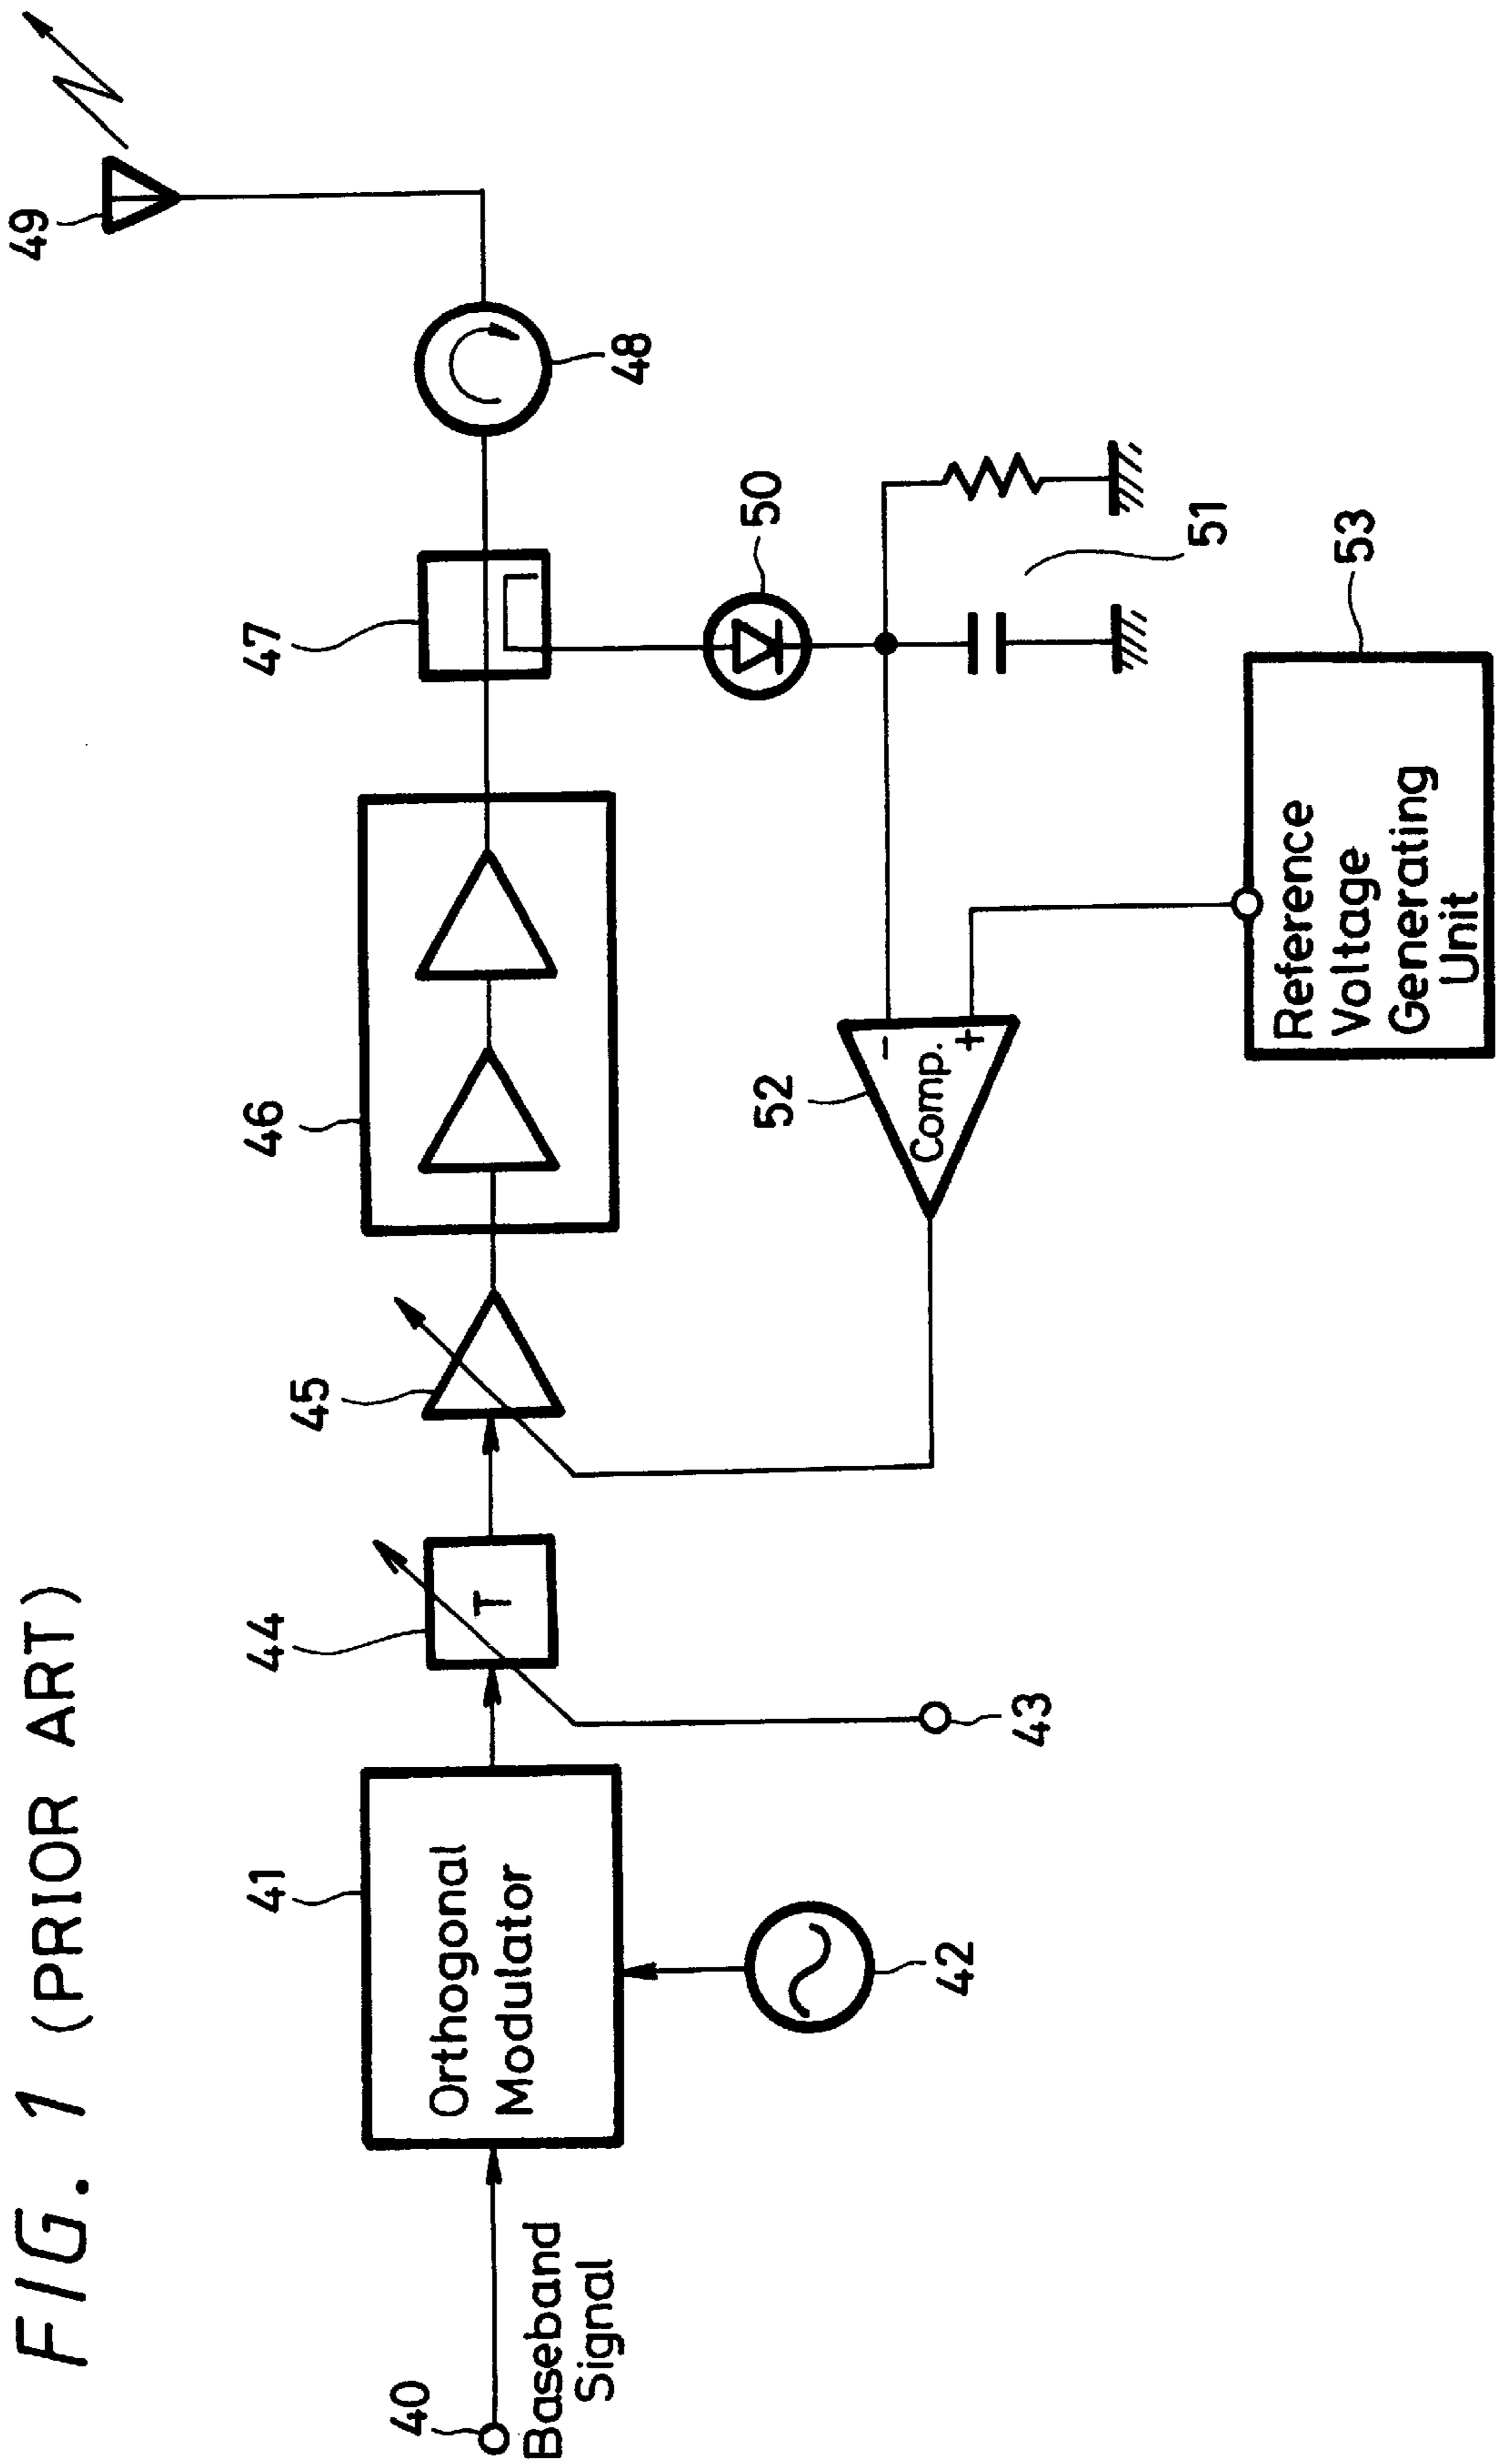 FIG. 1 (PRIOR ART)
40
Baseband
Signal
41
Orthogonal
Modulator
42
43
44
T
45
46
47
48
49
50
51
52
Comp.
-
+
53
Reference
Voltage
Generating
Unit